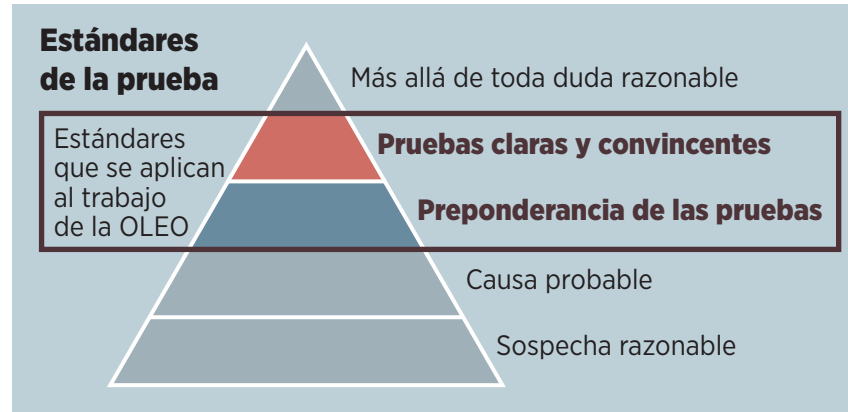 Estándares
de la prueba
Más allá de toda duda razonable
Estándares
que se aplican
al trabajo
de la OLEO
Pruebas claras y convincentes
Preponderancia de las pruebas
Causa probable
Sospecha razonable